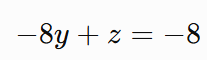 −8y + z = −8